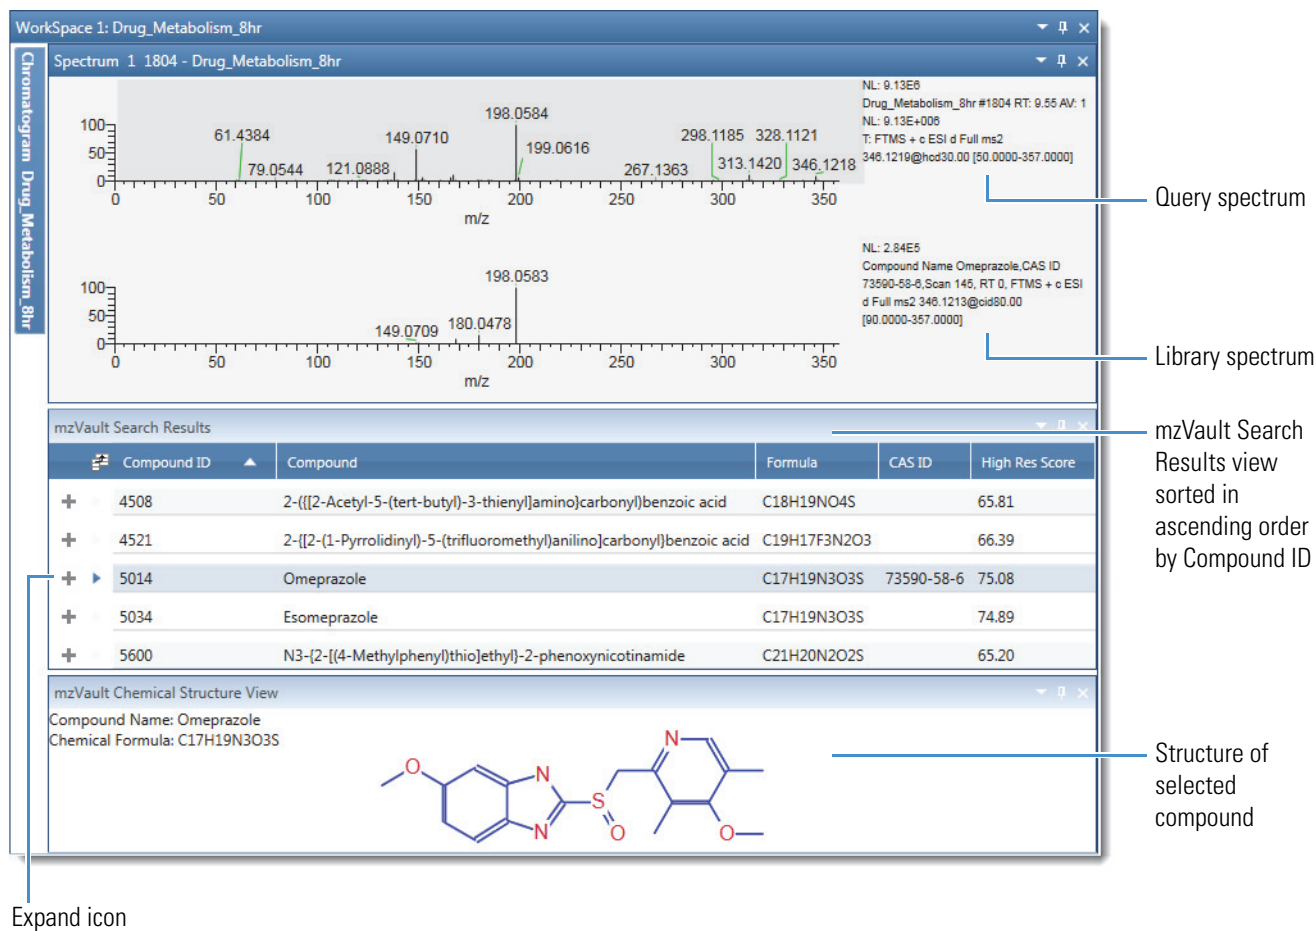 WorkSpace 1: Drug_Metabolism_8hr
Chromatogram Drug_Metabolism_8hr
Spectrum 1 1804 - Drug_Metabolism_8hr
NL: 9.13E6
Drug_Metabolism_8hr #1804 RT: 9.55 AV: 1
NL: 9.13E+006
T: FTMS + c ESI d Full ms2
346.1219@hcd30.00 [50.0000-357.0000]
198.0584
61.4384 149.0710 298.1185 328.1121
199.0616
79.0544 121.0888 267.1363 313.1420 346.1218
100
50
0
0 50 100 150 200 250 300 350
m/z
Query spectrum
NL: 2.84E5
Compound Name Omeprazole,CAS ID
73590-58-6,Scan 145, RT 0, FTMS + c ESI
d Full ms2 346.1213@cid80.00
[90.0000-357.0000]
198.0583
149.0709 180.0478
100
50
0
0 50 100 150 200 250 300 350
m/z
Library spectrum
mzVault Search Results
Compound ID Compound Formula CAS ID High Res Score
4508 2-({[2-Acetyl-5-(tert-butyl)-3-thienyl]amino}carbonyl)benzoic acid C18H19NO4S 65.81
4521 2-{[2-(1-Pyrrolidinyl)-5-(trifluoromethyl)anilino]carbonyl}benzoic acid C19H17F3N2O3 66.39
5014 Omeprazole C17H19N3O3S 73590-58-6 75.08
5034 Esomeprazole C17H19N3O3S 74.89
5600 N3-{2-[(4-Methylphenyl)thio]ethyl}-2-phenoxynicotinamide C21H20N2O2S 65.20
mzVault Search
Results view
sorted in
ascending order
by Compound ID
mzVault Chemical Structure View
Compound Name: Omeprazole
Chemical Formula: C17H19N3O3S
N
O
N
S
N
O
O
Structure of
selected
compound
Expand icon